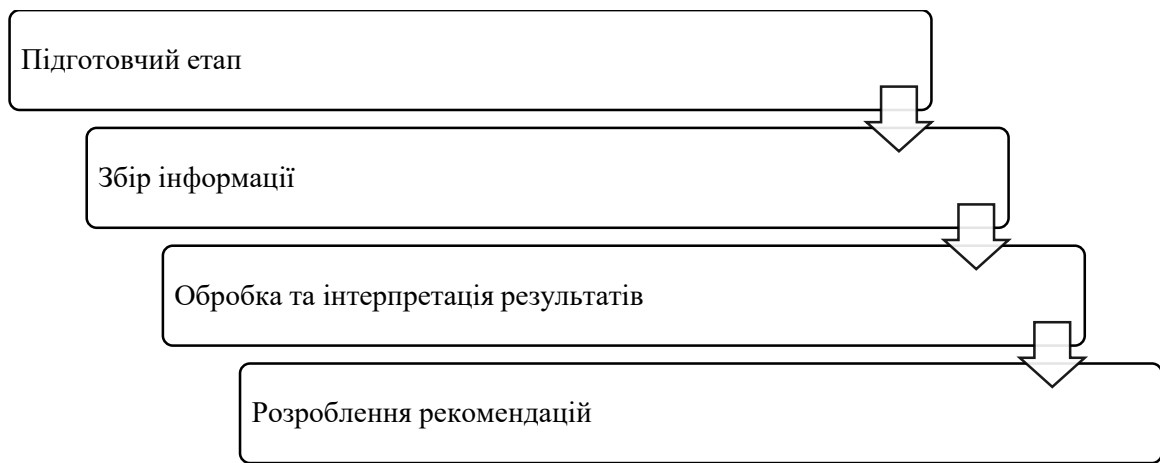 Підготовчий етап
Збір інформації
Обробка та інтерпретація результатів
Розроблення рекомендацій